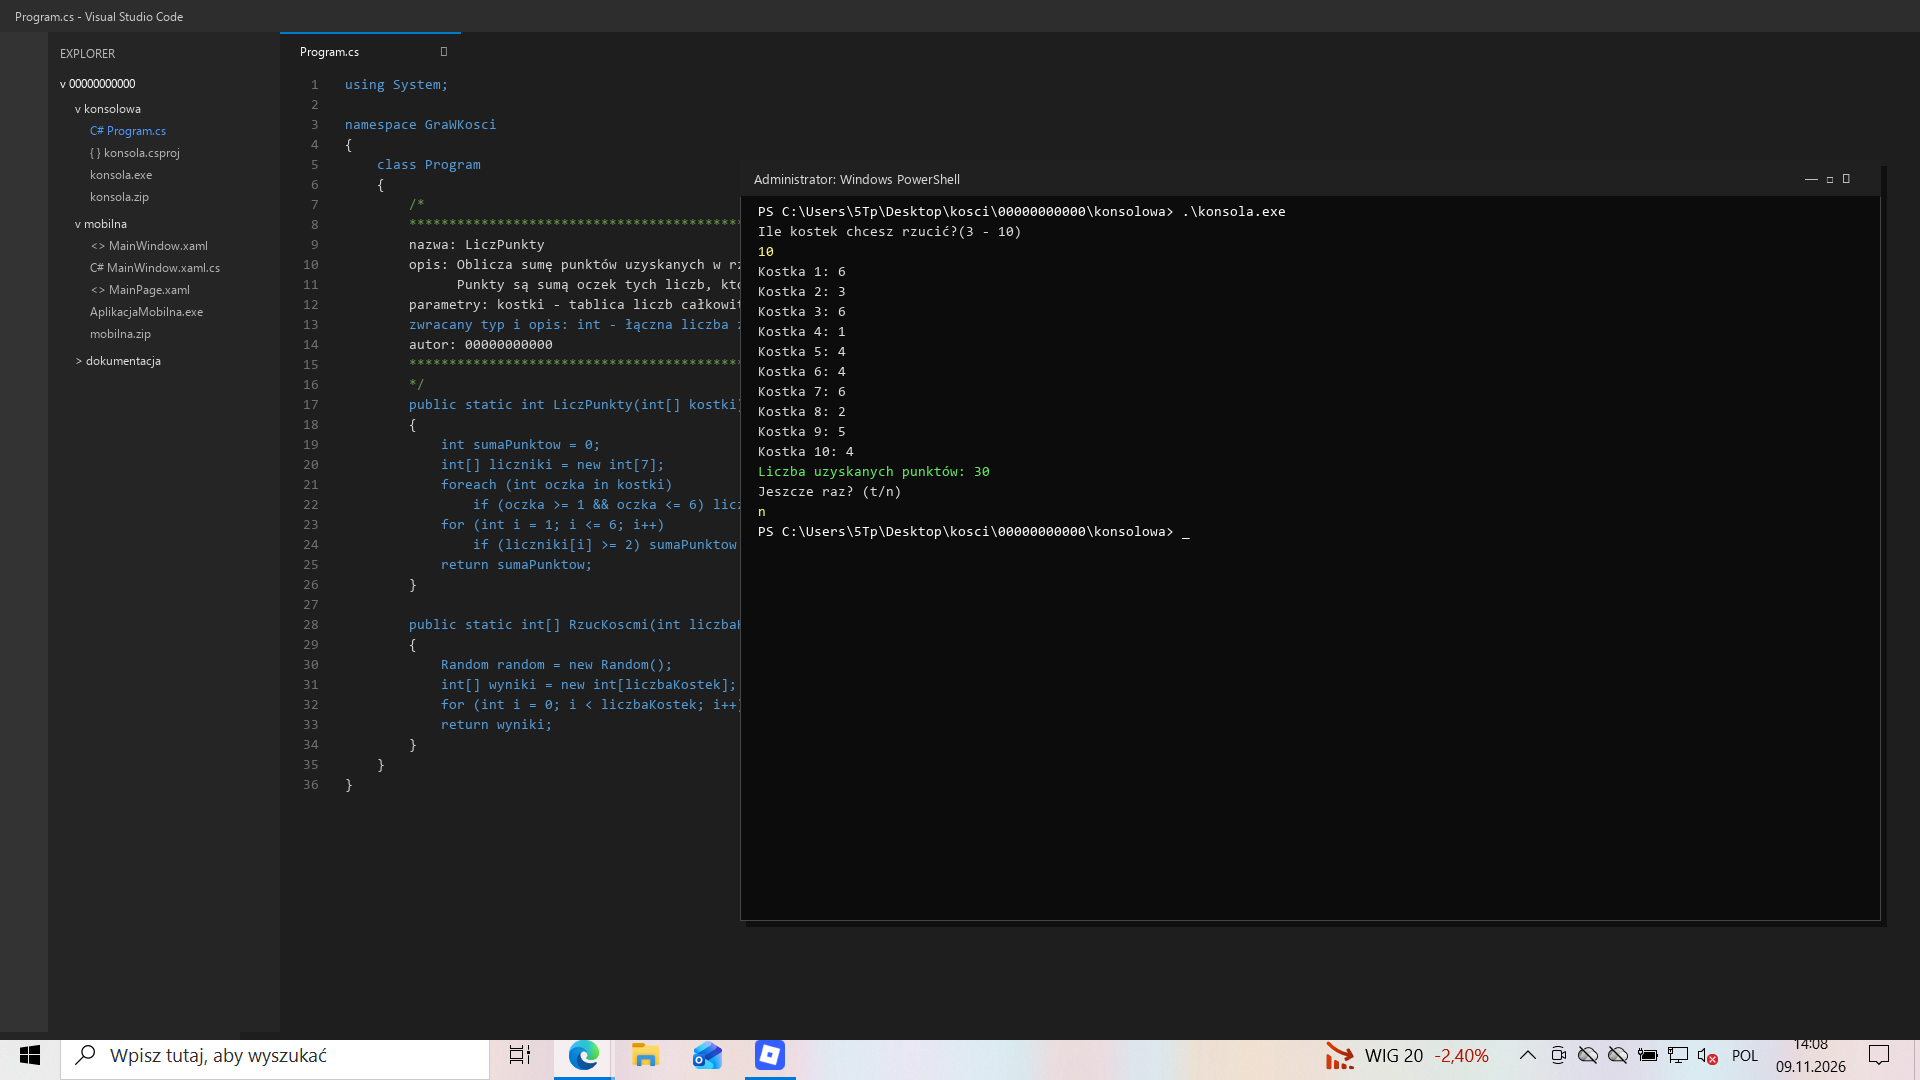 Program.cs - Visual Studio Code
EXPLORER
v 00000000000
v konsolowa
C# Program.cs
{ } konsola.csproj
konsola.exe
konsola.zip
v mobilna
<> MainWindow.xaml
C# MainWindow.xaml.cs
<> MainPage.xaml
AplikacjaMobilna.exe
mobilna.zip
> dokumentacja
Program.cs
1 using System;
2
3 namespace GraWKosci
4 {
5 class Program
6 {
7 /*
8 *****************************************
9 nazwa: LiczPunkty
10 opis: Oblicza sumę punktów uzyskanych w
11 Punkty są sumą oczek tych liczb,
12 parametry: kostki - tablica liczb
13 zwracany typ i opis: int - łączna liczba
14 autor: 00000000000
15 *****************************************
16 */
17 public static int LiczPunkty(int[] kostki)
18 {
19 int sumaPunktow = 0;
20 int[] liczniki = new int[7];
21 foreach (int oczka in kostki)
22 if (oczka >= 1 && oczka <= 6)
23 for (int i = 1; i <= 6; i++)
24 if (liczniki[i] >= 2) sumaPunktow
25 return sumaPunktow;
26 }
27
28 public static int[] RzucKoscmi(int
29 {
30 Random random = new Random();
31 int[] wyniki = new int[liczbaKostek];
32 for (int i = 0; i < liczbaKostek; i++)
33 return wyniki;
34 }
35 }
36 }
Administrator: Windows PowerShell
PS C:\Users\5Tp\Desktop\kosci\00000000000\konsolowa> .\konsola.exe
Ile kostek chcesz rzucić?(3 - 10)
10
Kostka 1: 6
Kostka 2: 3
Kostka 3: 6
Kostka 4: 1
Kostka 5: 4
Kostka 6: 4
Kostka 7: 6
Kostka 8: 2
Kostka 9: 5
Kostka 10: 4
Liczba uzyskanych punktów: 30
Jeszcze raz? (t/n)
n
PS C:\Users\5Tp\Desktop\kosci\00000000000\konsolowa> _
Wpisz tutaj, aby wyszukać
WIG 20 -2,40%
POL
14:08
09.11.2026